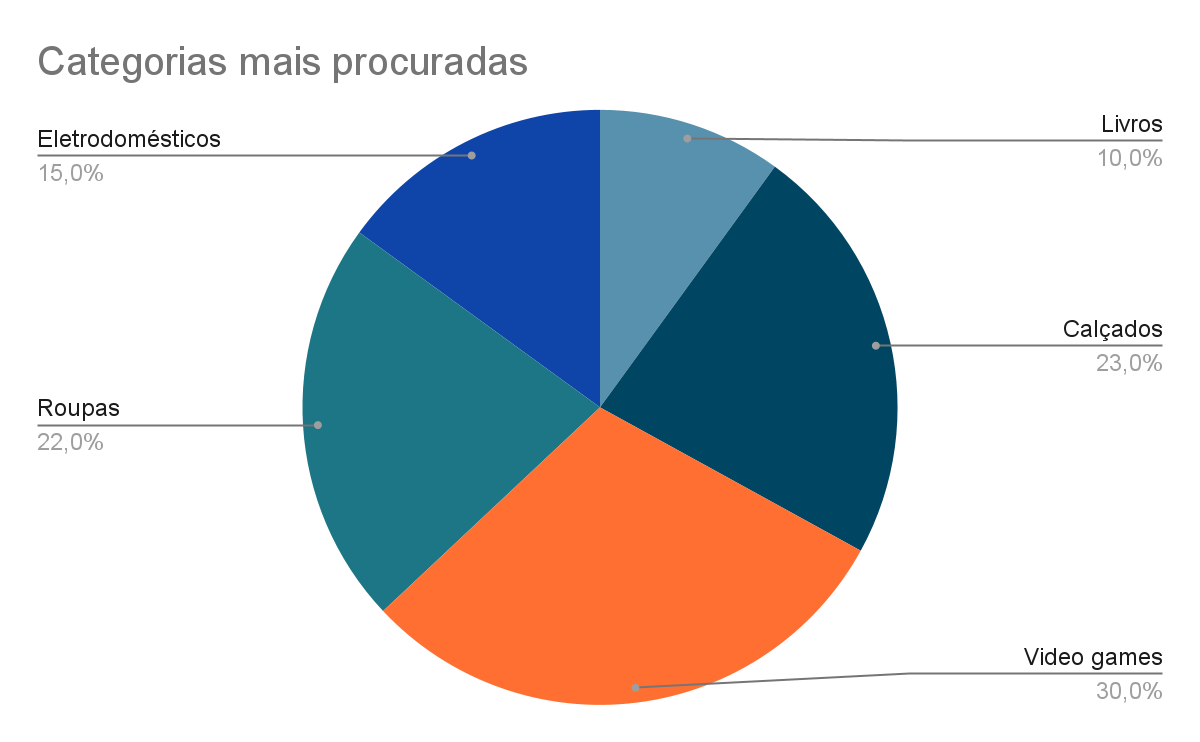 Categorias mais procuradas
Eletrodomésticos
15,0%
Livros
10,0%
Calçados
23,0%
Roupas
22,0%
Video games
30,0%